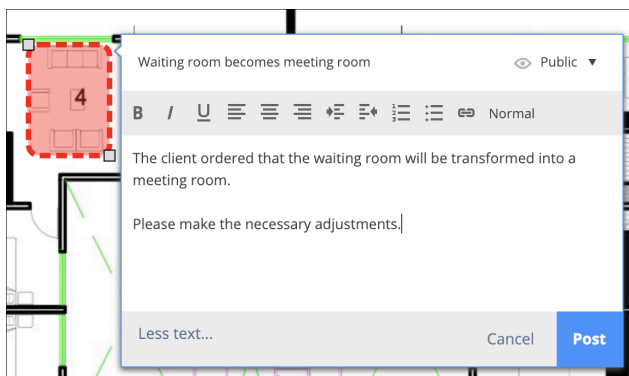 4
Waiting room becomes meeting room
Public ▼
B I U Normal
The client ordered that the waiting room will be transformed into a
meeting room.
Please make the necessary adjustments.
Less text...
Cancel
Post